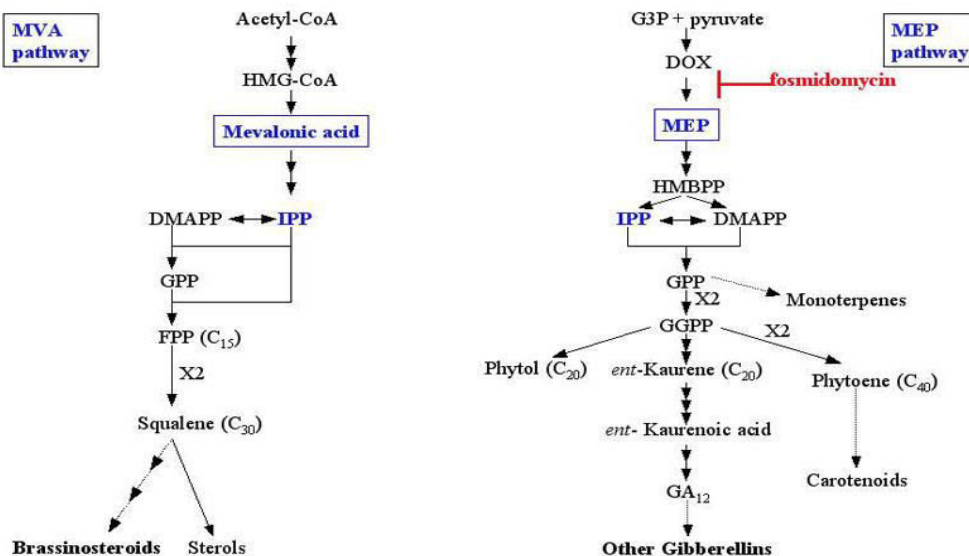 MVA
pathway
Acetyl-CoA
HMG-CoA
Mevalonic acid
DMAPP
IPP
GPP
FPP (C15)
X2
Squalene (C30)
Brassinosteroids
Sterols
MEP
pathway
G3P + pyruvate
DOX
fosmidomycin
MEP
HMBPP
IPP
DMAPP
GPP
X2
Monoterpenes
GGPP
X2
Phytol (C20)
ent-Kaurene (C20)
Phytoene (C40)
ent- Kaurenoic acid
Carotenoids
GA12
Other Gibberellins